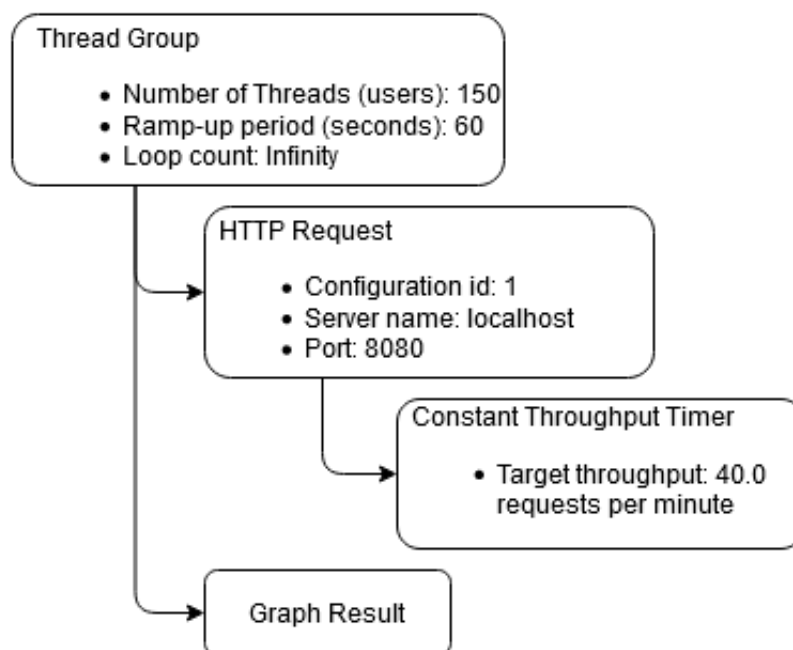 Thread Group
• Number of Threads (users): 150
• Ramp-up period (seconds): 60
• Loop count: Infinity
HTTP Request
• Configuration id: 1
• Server name: localhost
• Port: 8080
Constant Throughput Timer
• Target throughput: 40.0
requests per minute
Graph Result